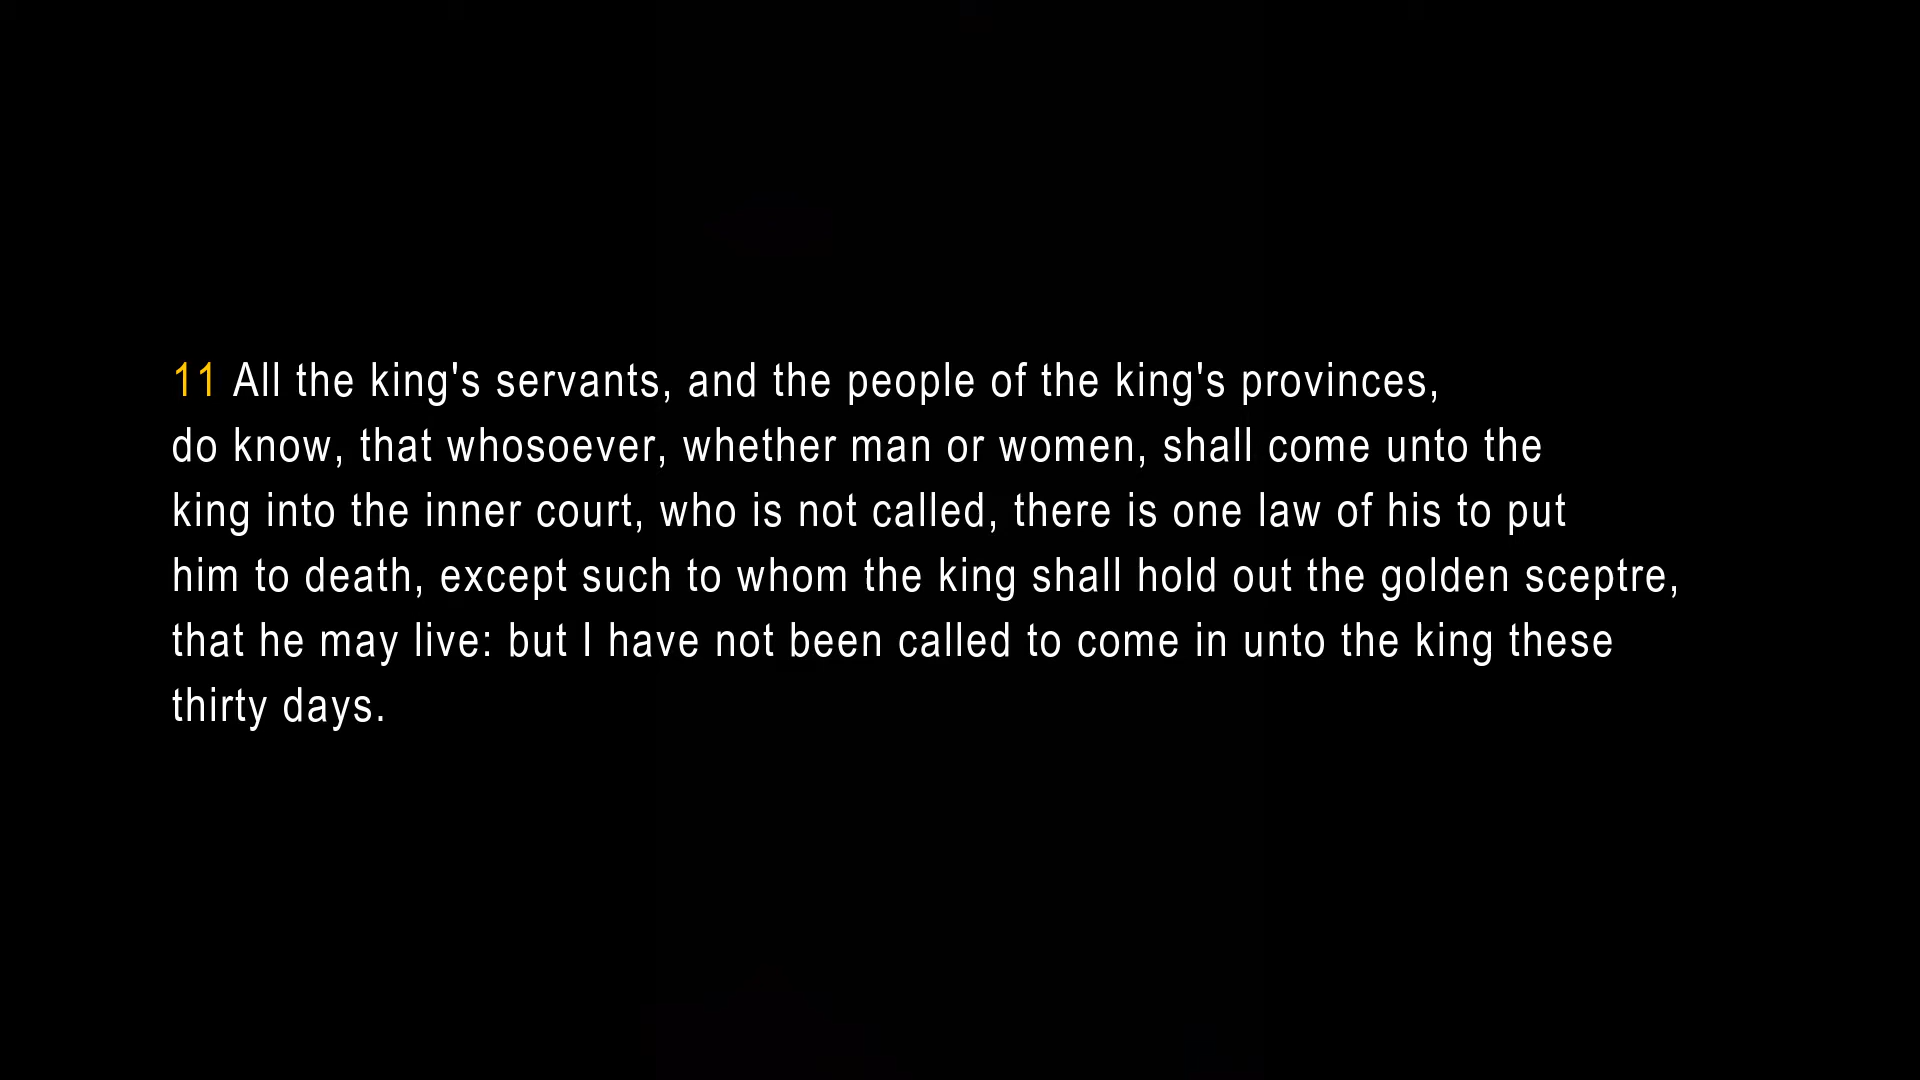 11 All the king's servants, and the people of the king's provinces,
do know, that whosoever, whether man or women, shall come unto the
king into the inner court, who is not called, there is one law of his to put
him to death, except such to whom the king shall hold out the golden sceptre,
that he may live: but I have not been called to come in unto the king these
thirty days.